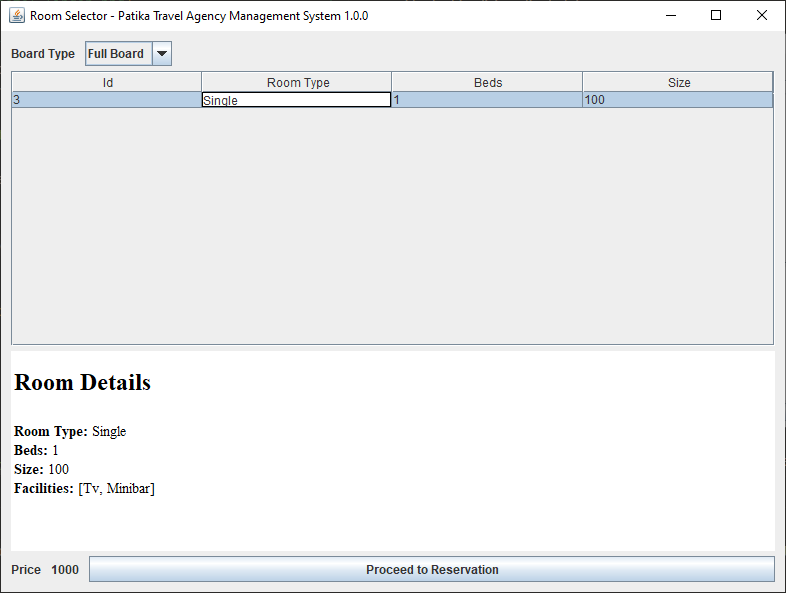 Room Selector - Patika Travel Agency Management System 1.0.0
Board Type Full Board
Id Room Type Beds Size
3 Single 1 100
Room Details
Room Type: Single
Beds: 1
Size: 100
Facilities: [Tv, Minibar]
Price 1000 Proceed to Reservation